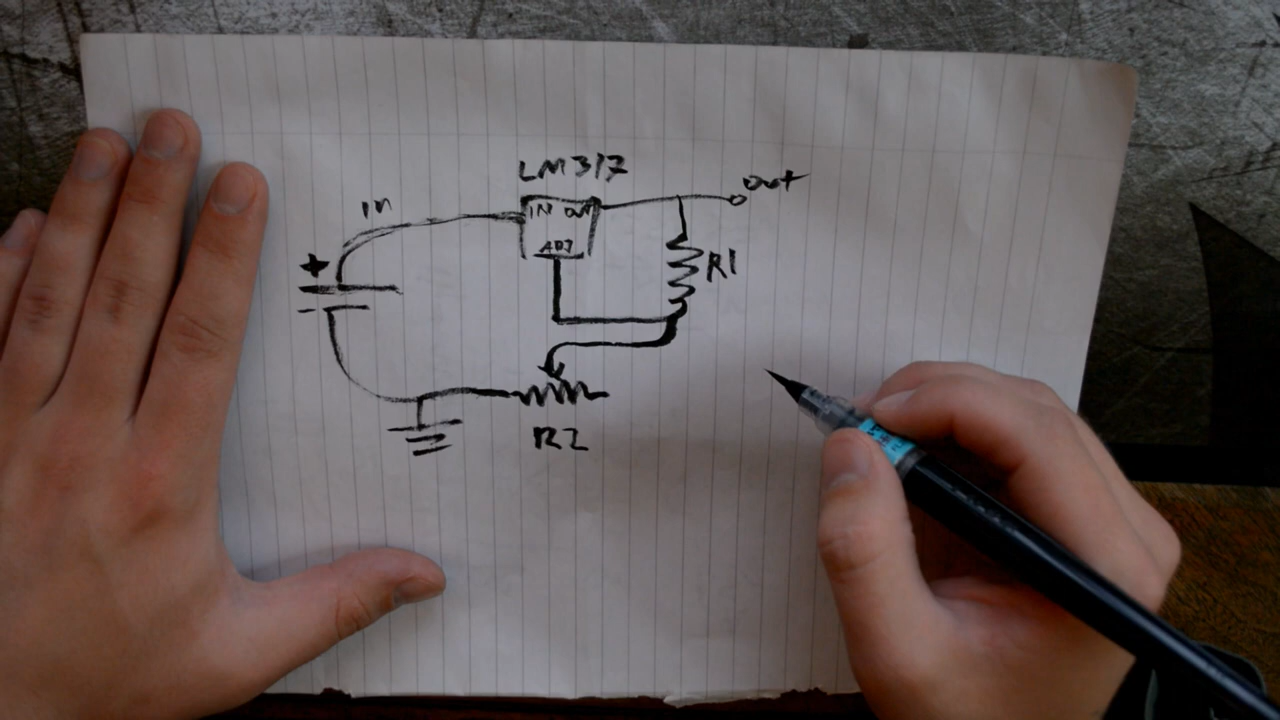 LM317
in
out
IN OUT
ADJ
+
R1
R2